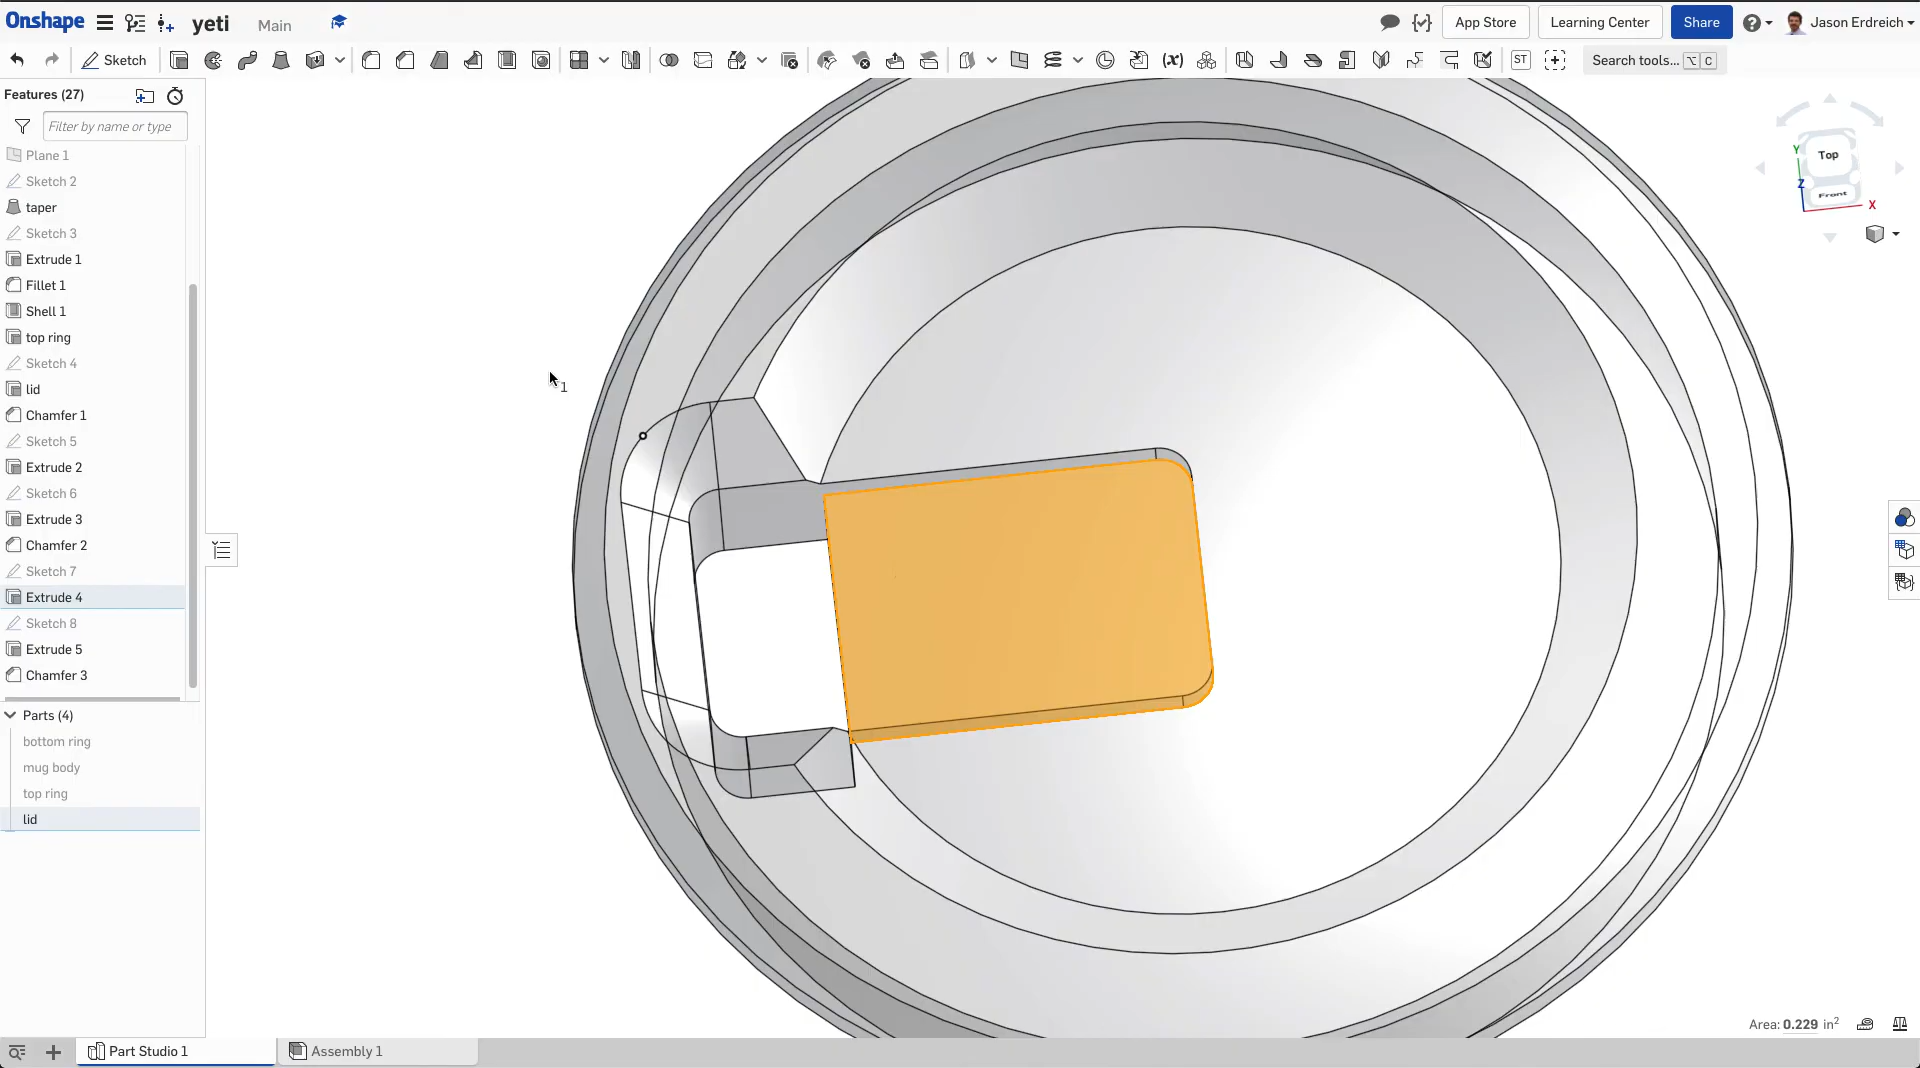 Onshape yeti Main App Store Learning Center Share Jason Erdreich
Sketch ST Search tools... ⌥ C
Features (27)
Filter by name or type
Plane 1
Sketch 2
taper
Sketch 3
Extrude 1
Fillet 1
Shell 1
top ring
Sketch 4
lid
Chamfer 1
Sketch 5
Extrude 2
Sketch 6
Extrude 3
Chamfer 2
Sketch 7
Extrude 4
Sketch 8
Extrude 5
Chamfer 3
Parts (4)
bottom ring
mug body
top ring
lid
1
Y
Top
Z
Front
X
Area: 0.229 in²
Part Studio 1
Assembly 1